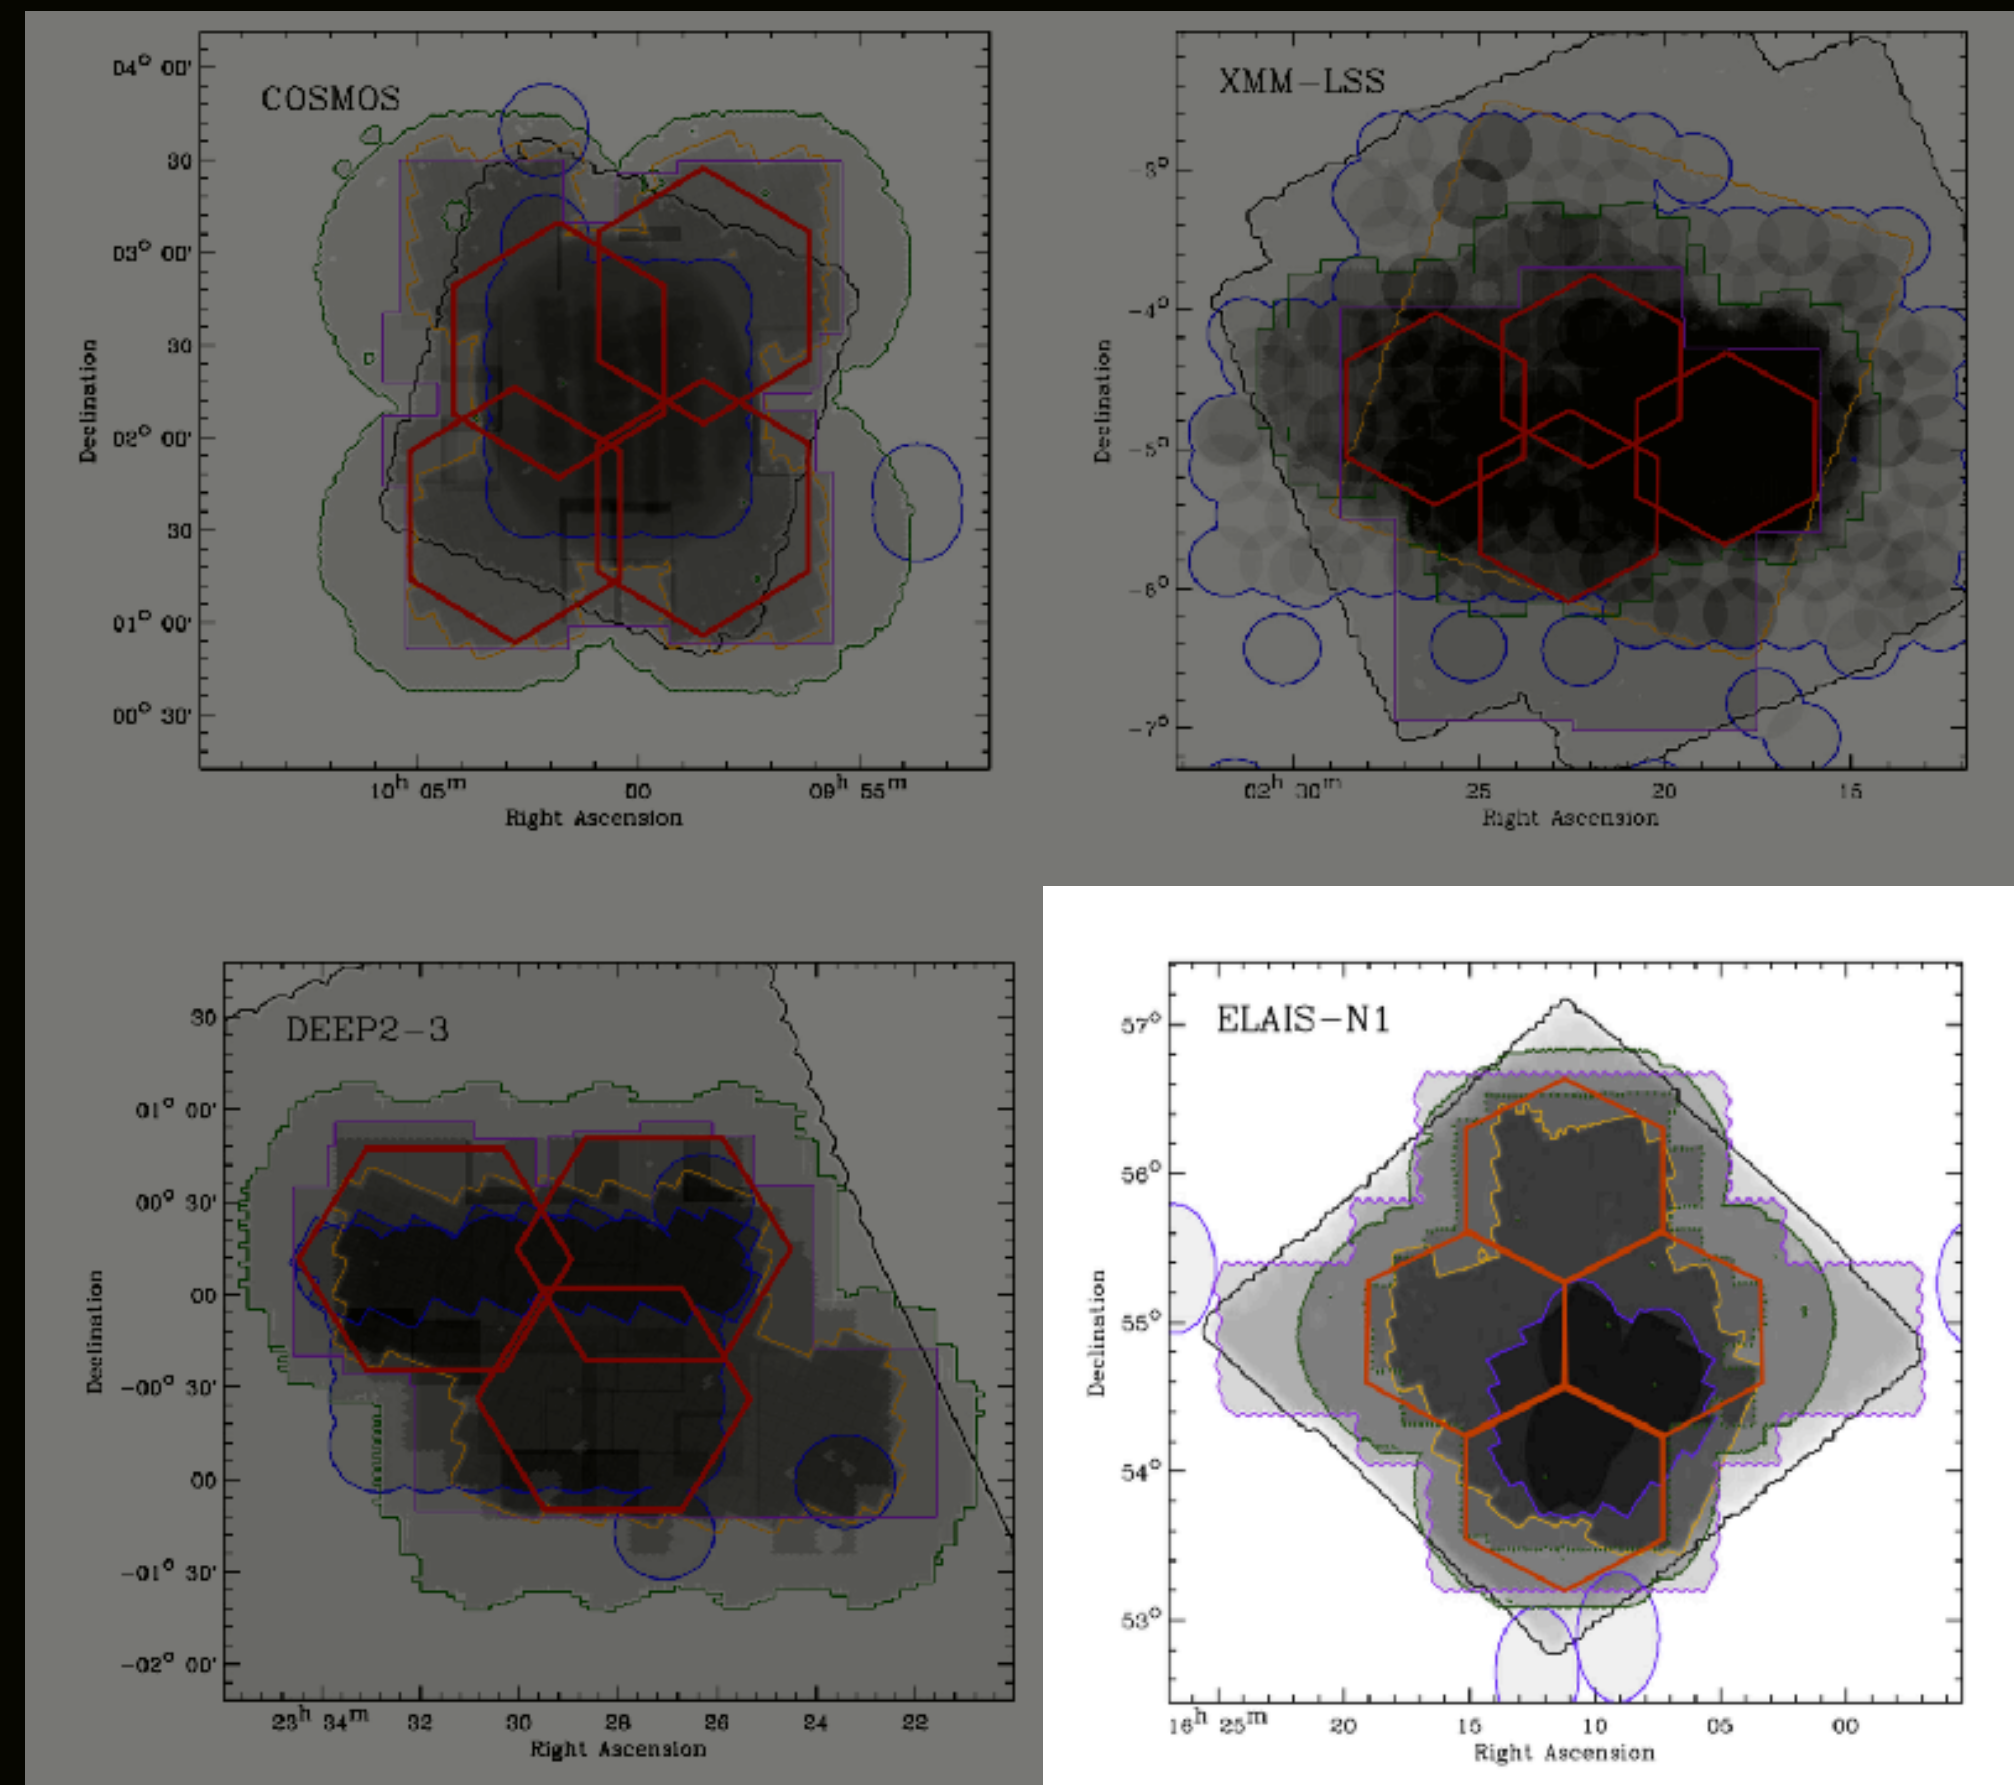 COSMOS
04° 00'
30
03° 00'
30
02° 00'
30
01° 00'
00° 30'
Declination
10h 05m 00 09h 55m
Right Ascension
XMM-LSS
-3°
-4°
-5°
-6°
-7°
Declination
02h 30m 25 20 15
Right Ascension
DEEP2-3
30
01° 00'
00° 30'
00
-00° 30'
00
-01° 30'
-02° 00'
Declination
23h 34m 32 30 28 26 24 22
Right Ascension
ELAIS-N1
57°
56°
55°
54°
53°
Declination
16h 25m 20 15 10 05 00
Right Ascension